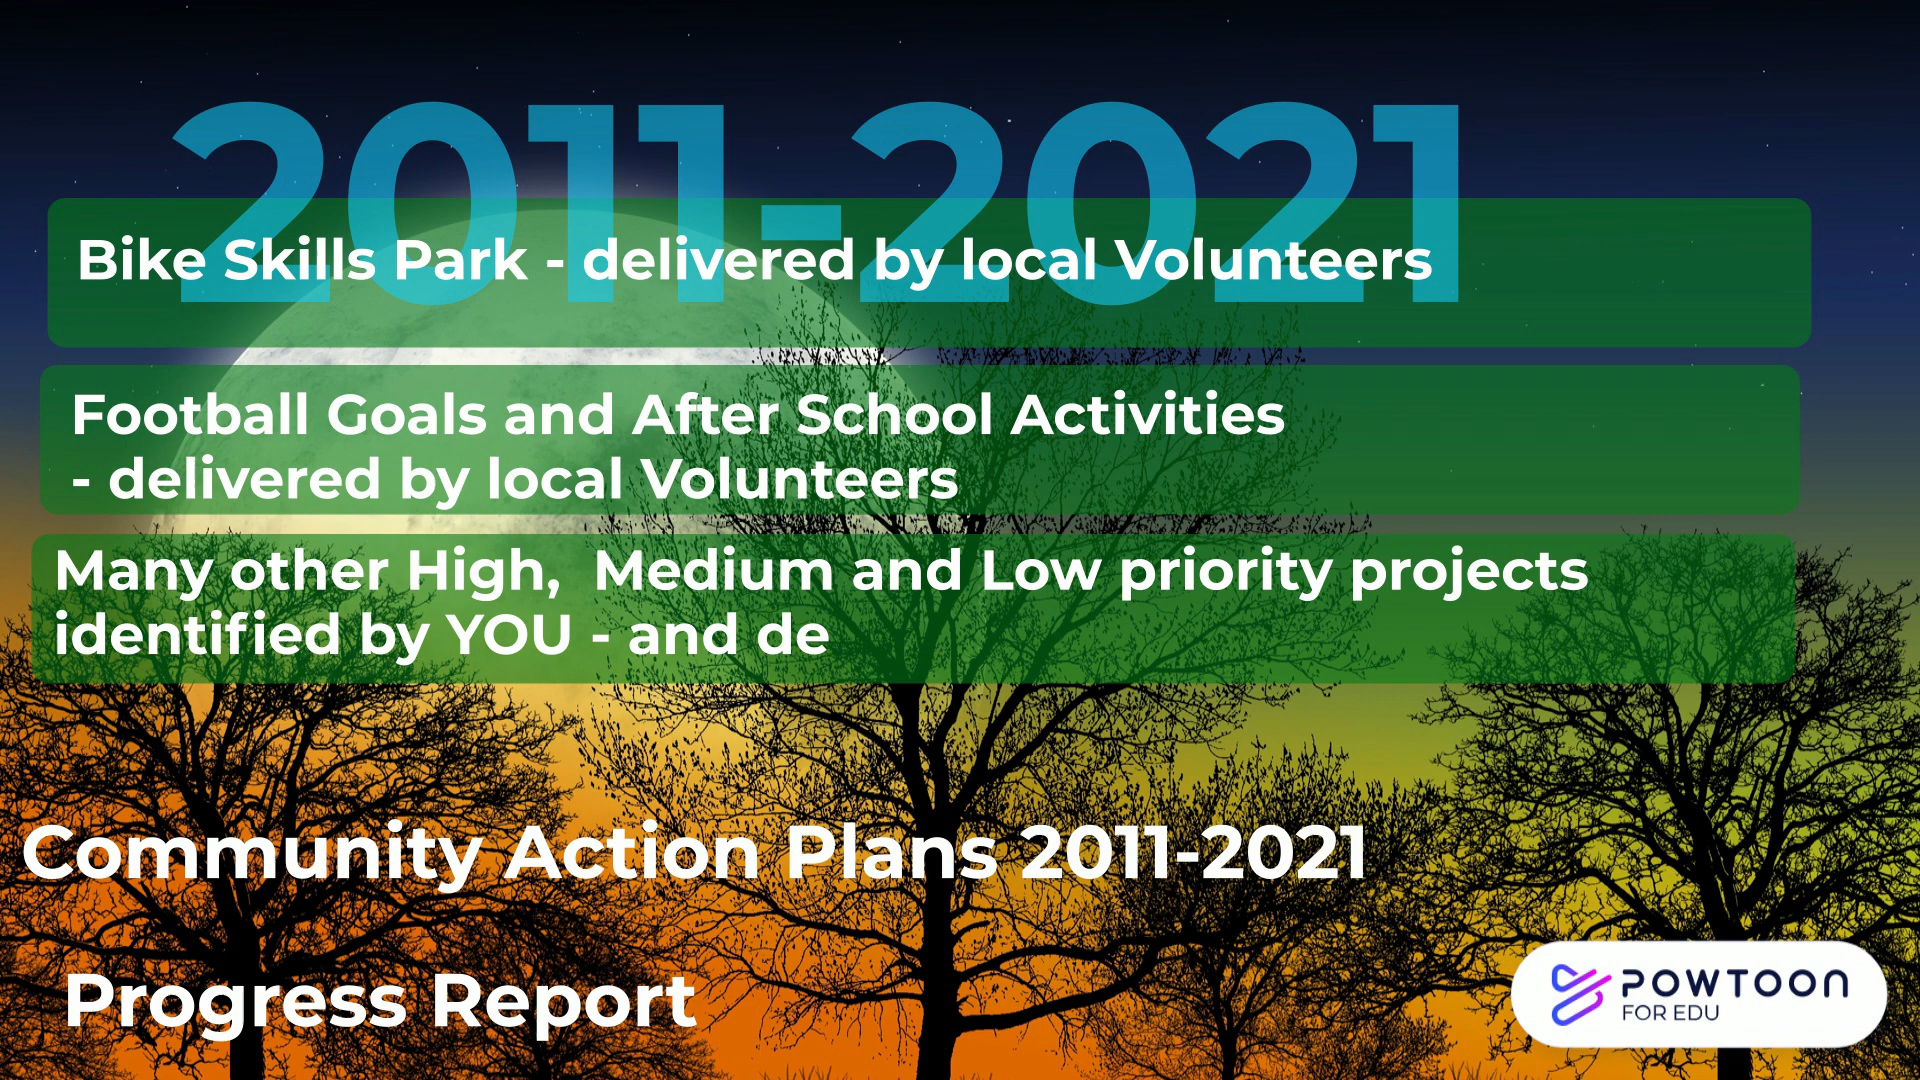 2011-2021
Bike Skills Park - delivered by local Volunteers
Football Goals and After School Activities
- delivered by local Volunteers
Many other High,  Medium and Low priority projects
identified by YOU - and de
Community Action Plans 2011-2021
Progress Report
POWTOON
FOR EDU